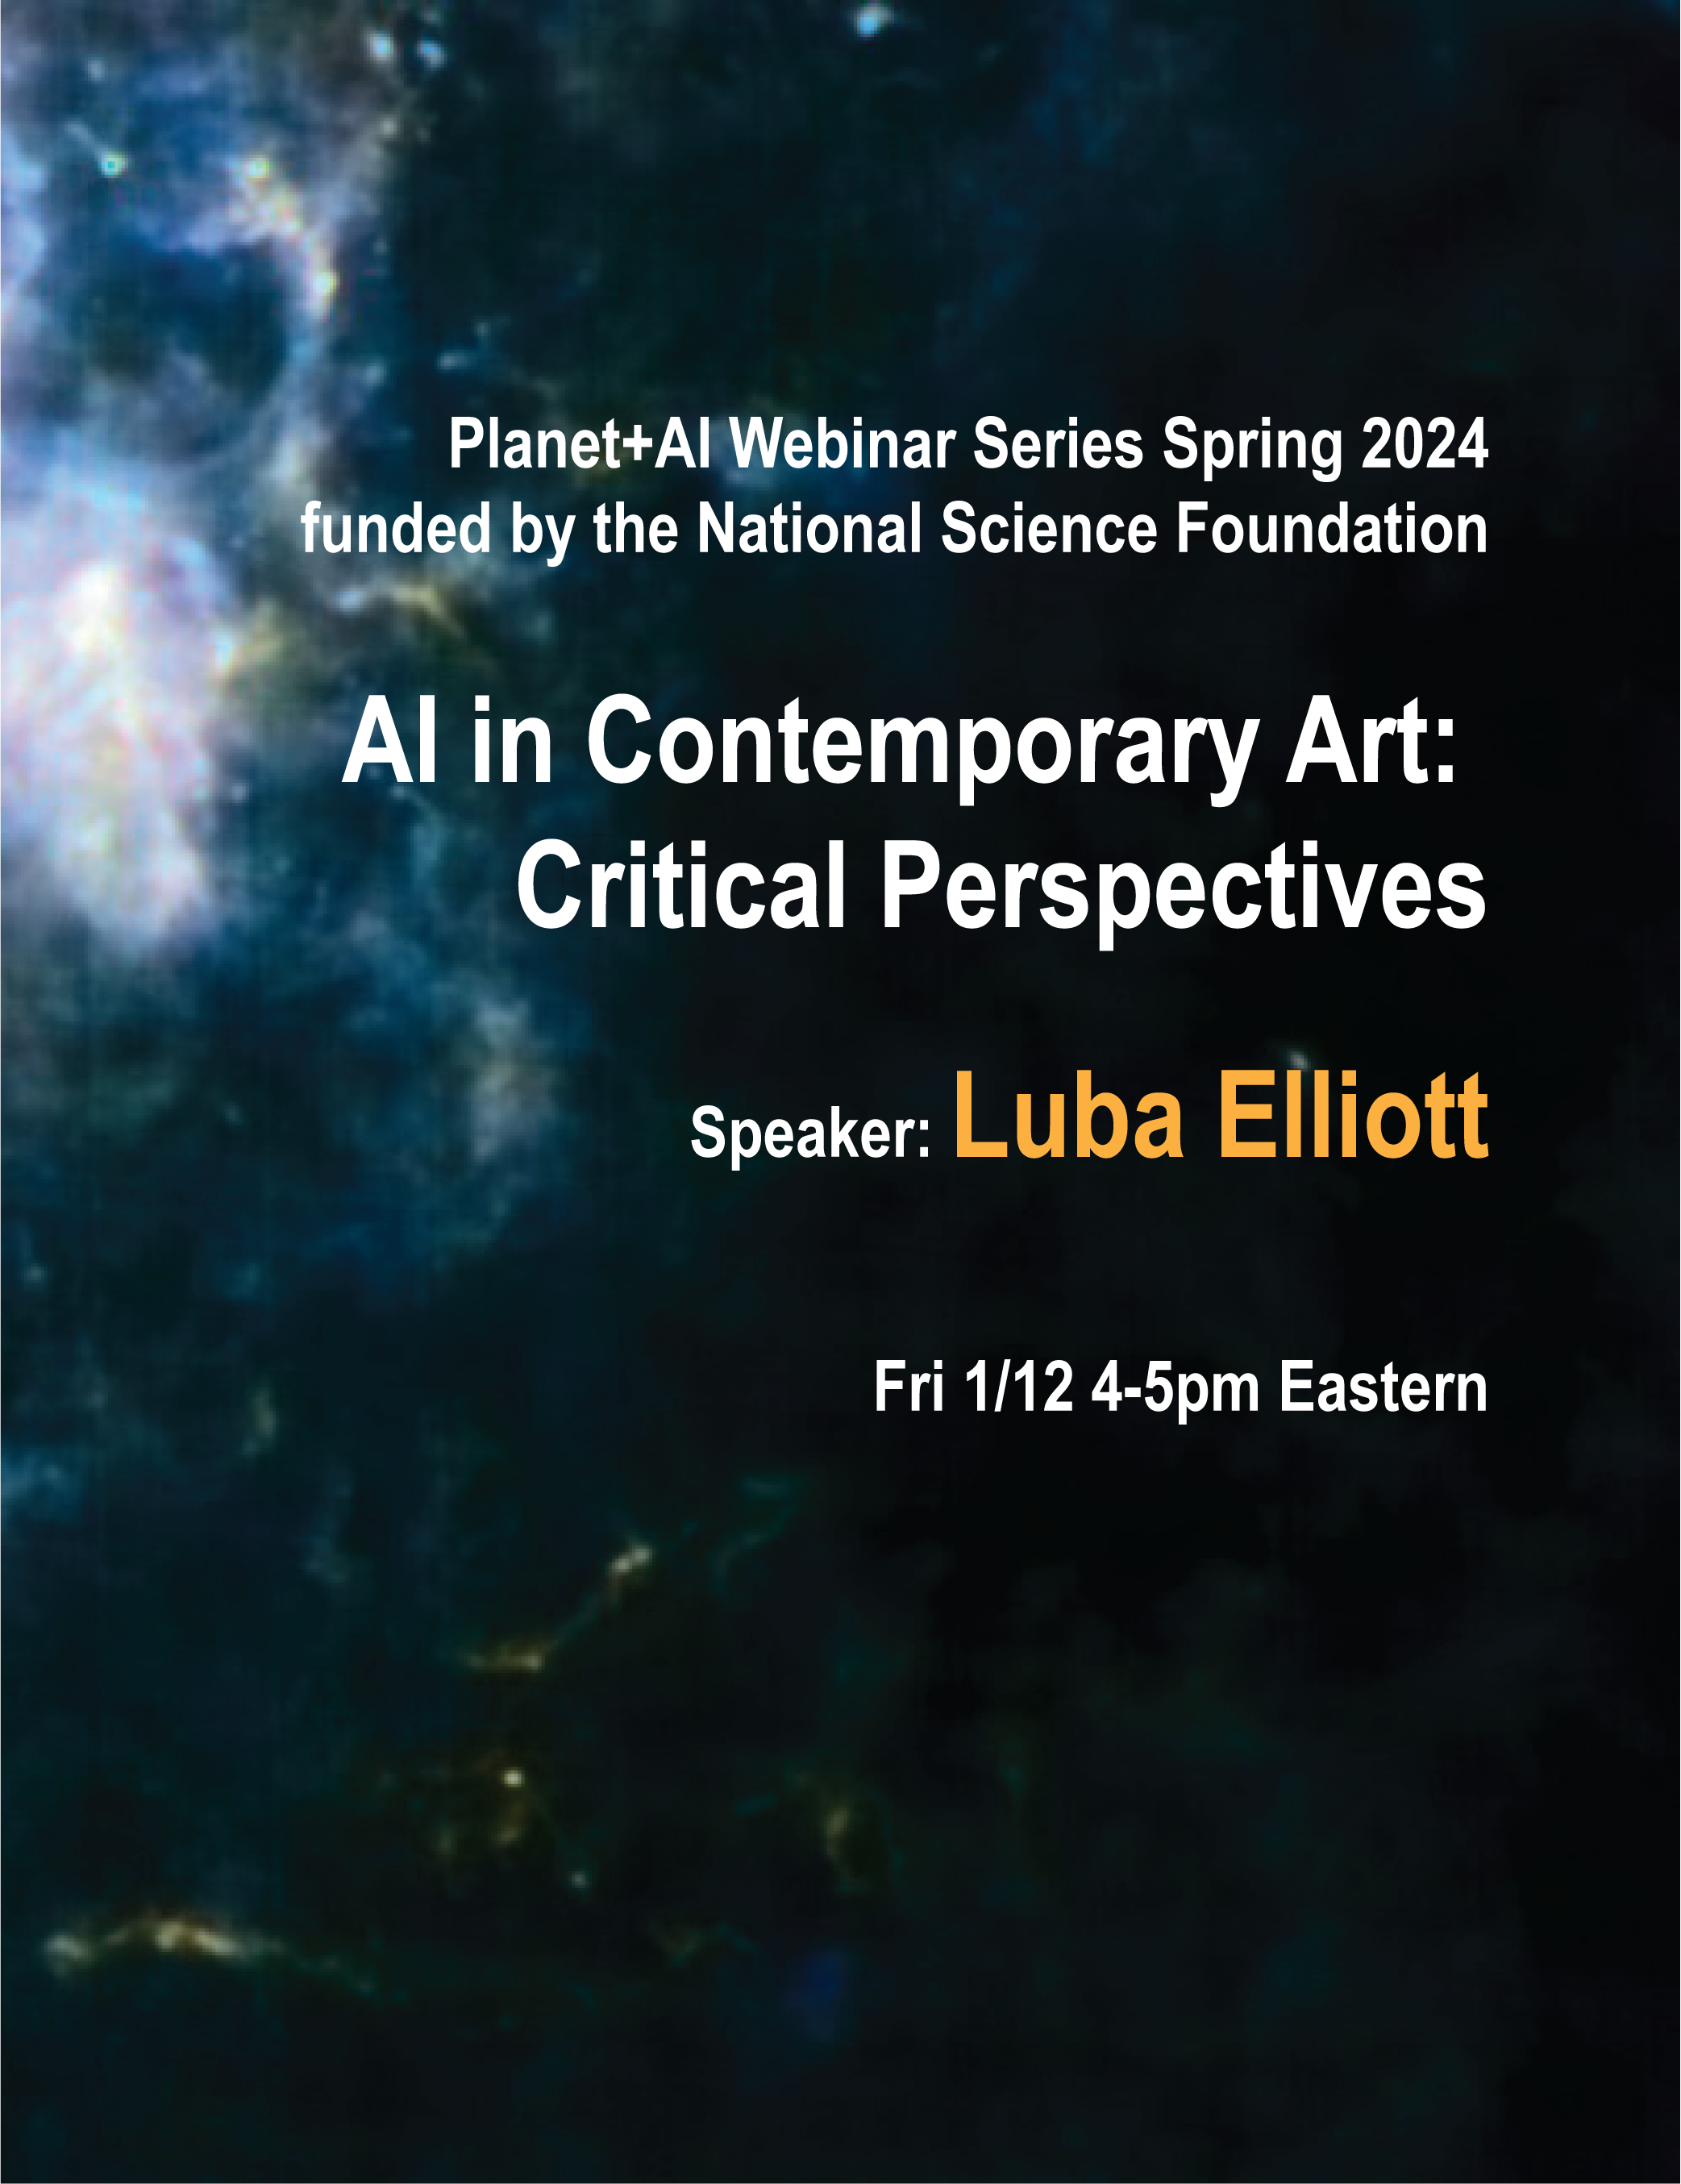 Planet+AI Webinar Series Spring 2024
funded by the National Science Foundation
AI in Contemporary Art:
Critical Perspectives
Speaker: Luba Elliott
Fri 1/12 4-5pm Eastern